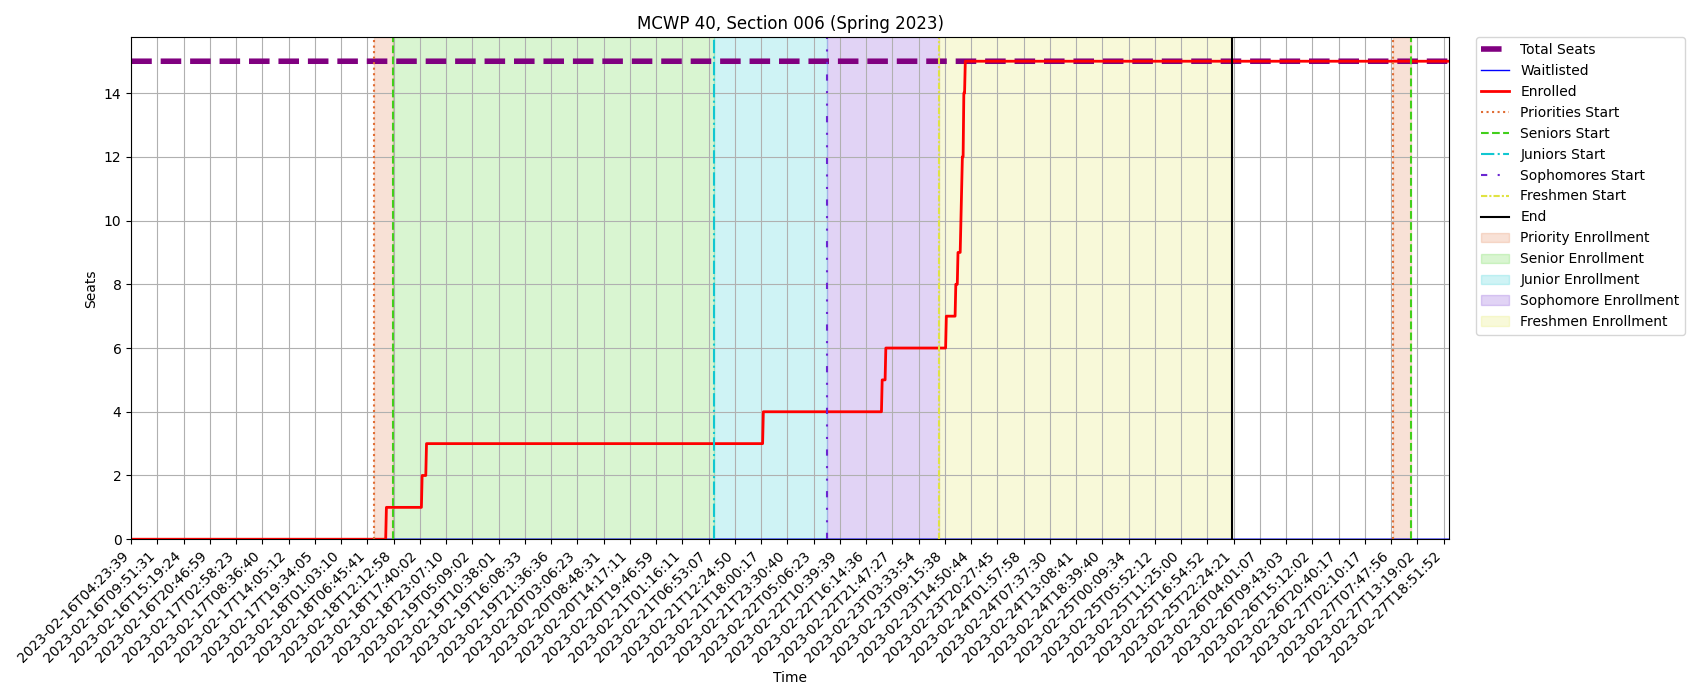 MCWP 40, Section 006 (Spring 2023)
Total Seats
Waitlisted
Enrolled
Priorities Start
Seniors Start
Juniors Start
Sophomores Start
Freshmen Start
End
Priority Enrollment
Senior Enrollment
Junior Enrollment
Sophomore Enrollment
Freshmen Enrollment
Seats
14
12
10
8
6
4
2
0
2023-02-16T04:23:39
2023-02-16T09:51:31
2023-02-16T15:19:24
2023-02-16T20:46:59
2023-02-17T02:58:23
2023-02-17T08:36:40
2023-02-17T14:05:12
2023-02-17T19:34:05
2023-02-18T01:03:10
2023-02-18T06:45:41
2023-02-18T12:12:58
2023-02-18T17:40:02
2023-02-18T23:07:10
2023-02-19T05:09:02
2023-02-19T10:38:01
2023-02-19T16:08:33
2023-02-19T21:36:36
2023-02-20T03:06:23
2023-02-20T08:48:31
2023-02-20T14:17:11
2023-02-20T19:46:59
2023-02-21T01:16:11
2023-02-21T06:53:07
2023-02-21T12:24:50
2023-02-21T18:00:17
2023-02-21T23:30:40
2023-02-22T05:06:23
2023-02-22T10:39:39
2023-02-22T16:14:36
2023-02-22T21:47:27
2023-02-23T03:33:54
2023-02-23T09:15:38
2023-02-23T14:50:44
2023-02-23T20:27:45
2023-02-24T01:57:58
2023-02-24T07:37:30
2023-02-24T13:08:41
2023-02-24T18:39:40
2023-02-25T00:09:34
2023-02-25T05:52:12
2023-02-25T11:25:00
2023-02-25T16:54:52
2023-02-25T22:24:21
2023-02-26T04:01:07
2023-02-26T09:43:03
2023-02-26T15:12:02
2023-02-26T20:40:17
2023-02-27T02:10:17
2023-02-27T07:47:56
2023-02-27T13:19:02
2023-02-27T18:51:52
Time